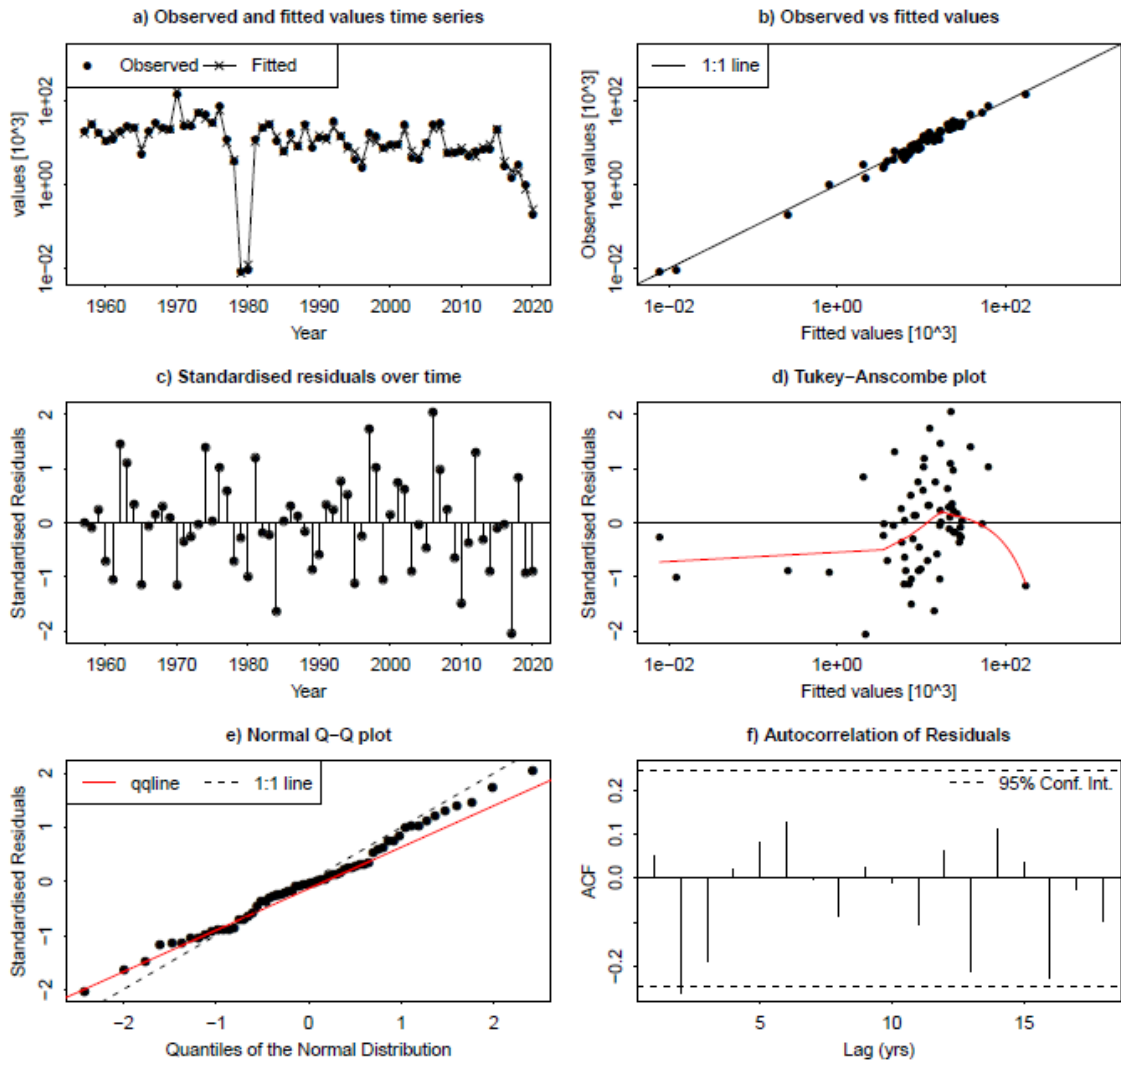 a) Observed and fitted values time series
Observed Fitted
values [10^3]
1e+02
1e+00
1e−02
1960 1970 1980 1990 2000 2010 2020
Year
b) Observed vs fitted values
1:1 line
Observed values [10^3]
1e+02
1e+00
1e−02
1e−02 1e+00 1e+02
Fitted values [10^3]
c) Standardised residuals over time
Standardised Residuals
2
1
0
−1
−2
1960 1970 1980 1990 2000 2010 2020
Year
d) Tukey−Anscombe plot
Standardised Residuals
2
1
0
−1
−2
1e−02 1e+00 1e+02
Fitted values [10^3]
e) Normal Q−Q plot
qqline 1:1 line
Standardised Residuals
2
1
0
−1
−2
−2 −1 0 1 2
Quantiles of the Normal Distribution
f) Autocorrelation of Residuals
95% Conf. Int.
ACF
0.2
0.1
0.0
−0.2
5 10 15
Lag (yrs)